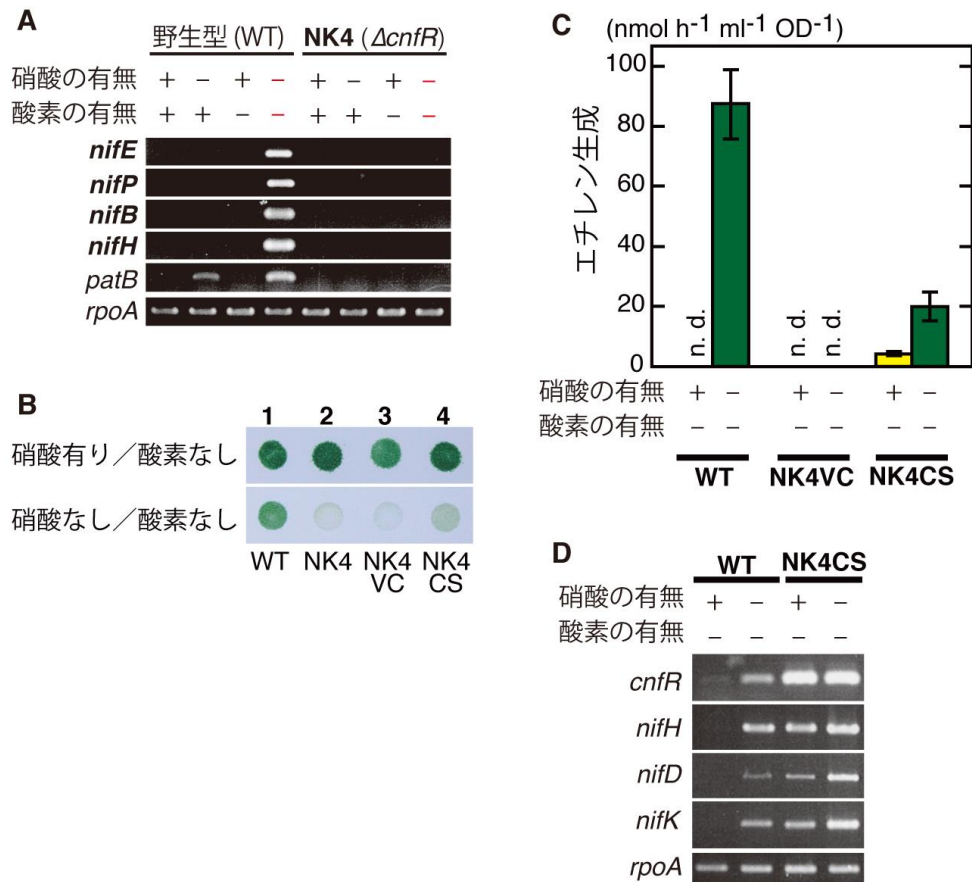 A
野生型 (WT) NK4 (ΔcnfR)
硝酸の有無 + − + − + − + −
酸素の有無 + + − − + + − −
nifE
nifP
nifB
nifH
patB
rpoA
B
1 2 3 4
硝酸有り／酸素なし
硝酸なし／酸素なし
WT NK4 NK4 NK4
VC CS
C
(nmol h-1 ml-1 OD-1)
エチレン生成
100
80
60
40
20
0
n. d. n. d. n. d.
硝酸の有無 + − + − + −
酸素の有無 − − − − − −
WT NK4VC NK4CS
D
WT NK4CS
硝酸の有無 + − + −
酸素の有無 − − − −
cnfR
nifH
nifD
nifK
rpoA